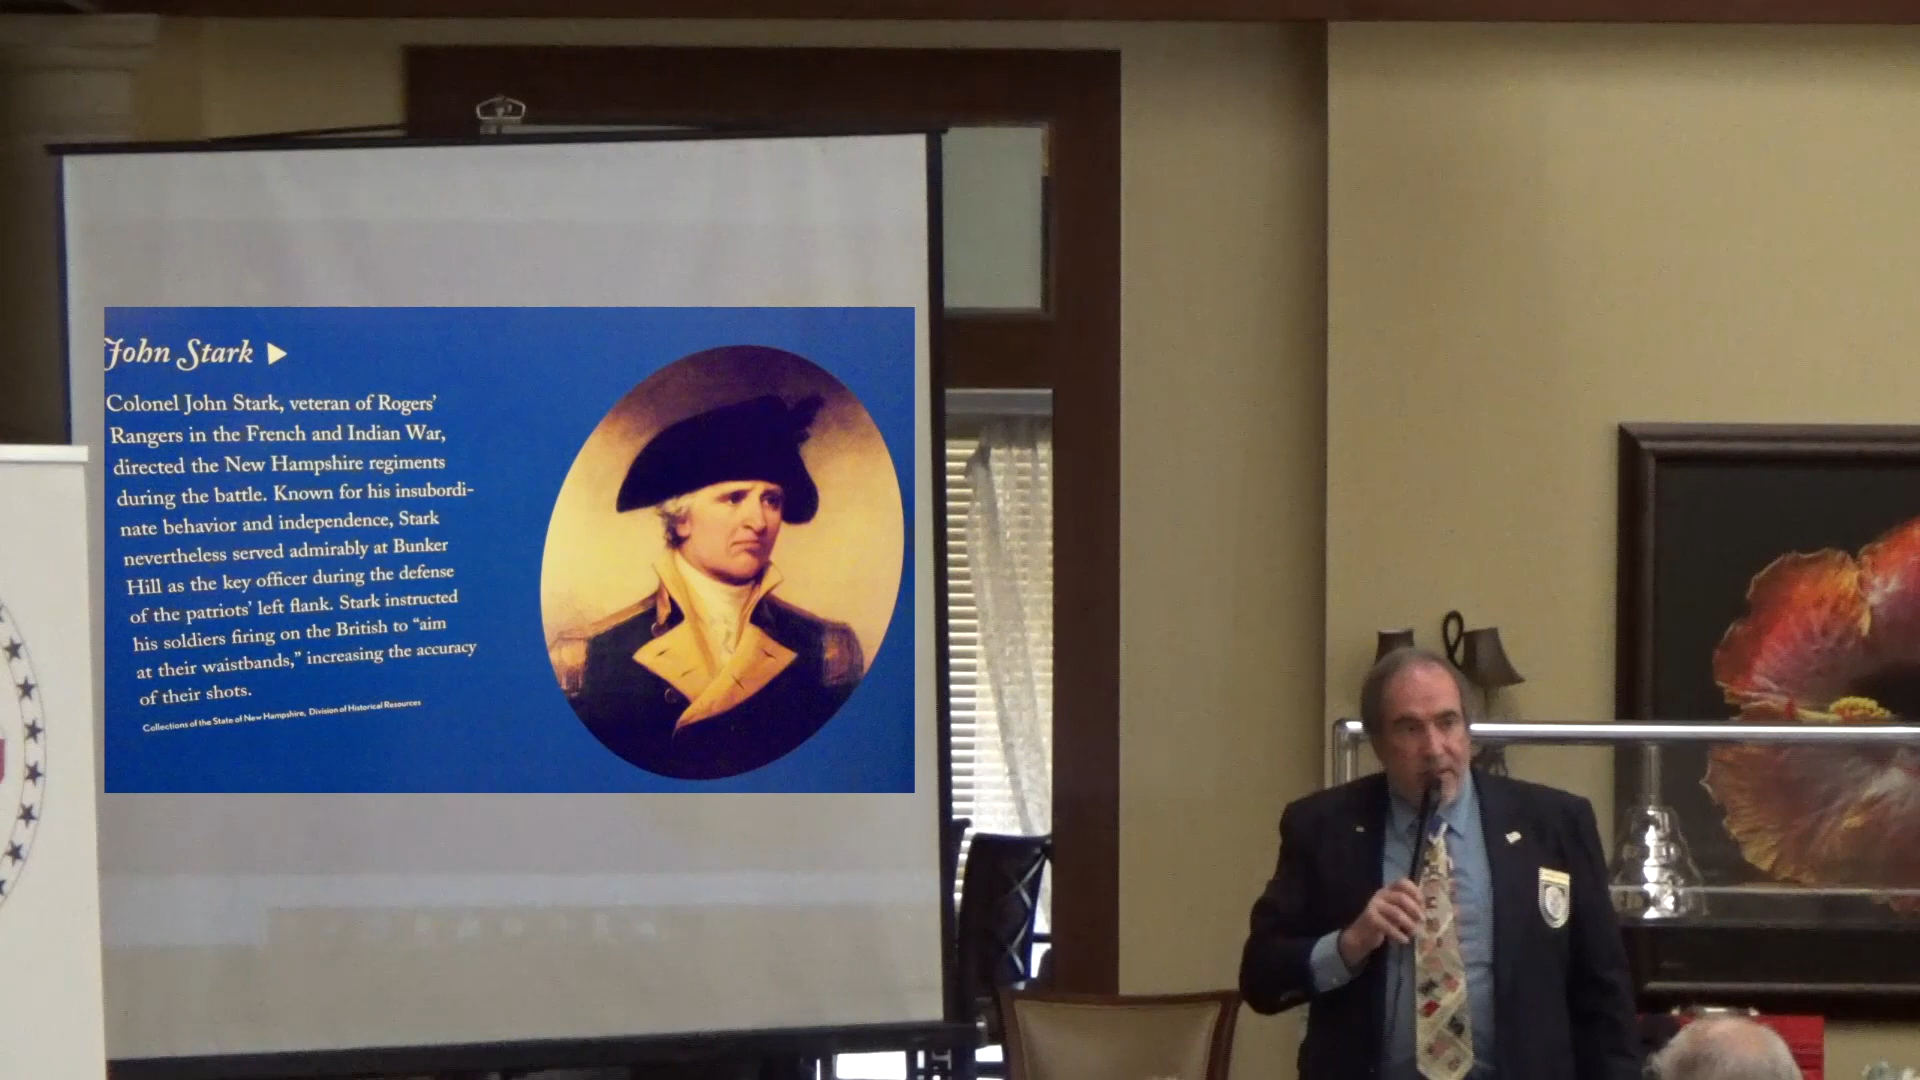 John Stark
Colonel John Stark, veteran of Rogers'
Rangers in the French and Indian War,
directed the New Hampshire regiments
during the battle. Known for his insubordi-
nate behavior and independence, Stark
nevertheless served admirably at Bunker
Hill as the key officer during the defense
of the patriots' left flank. Stark instructed
his soldiers firing on the British to “aim
at their waistbands,” increasing the accuracy
of their shots.
Collections of the State of New Hampshire, Division of Historical Resources